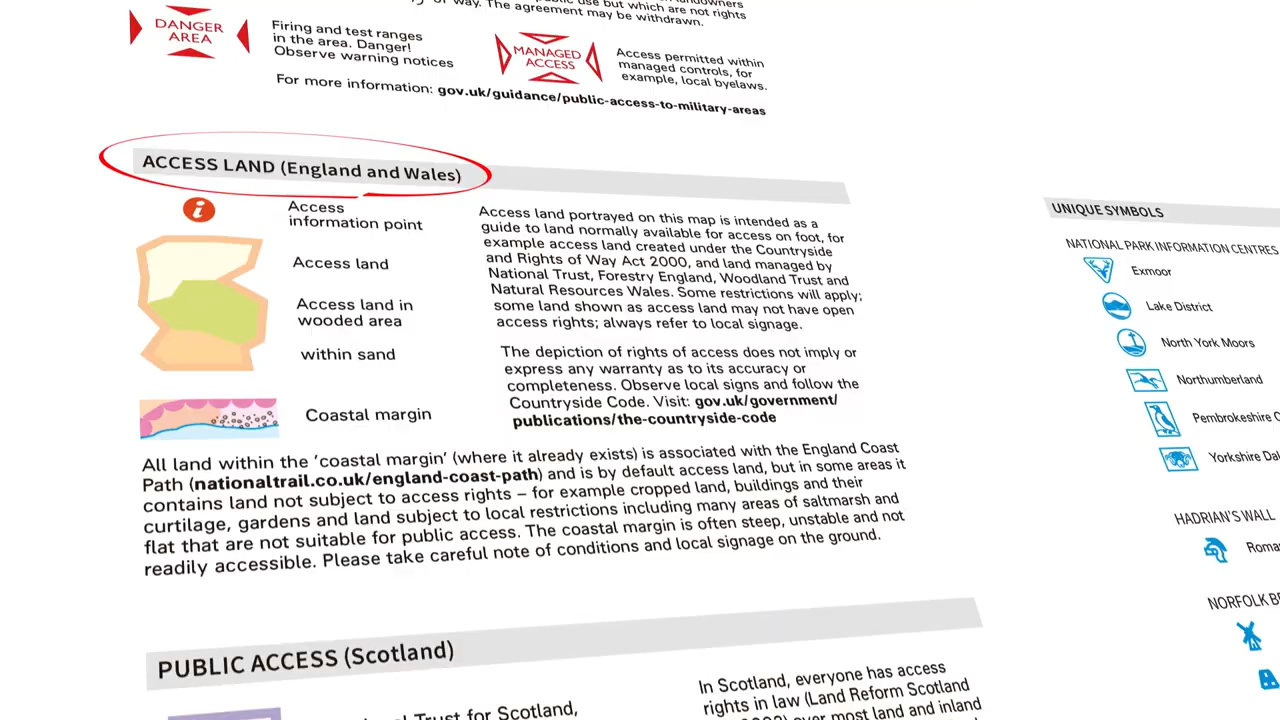 landowners
use but which are not rights
of way. The agreement may be withdrawn.
DANGER
AREA
Firing and test ranges
in the area. Danger!
Observe warning notices
MANAGED
ACCESS
Access permitted within
managed controls, for
example, local byelaws.
For more information: gov.uk/guidance/public-access-to-military-areas
ACCESS LAND (England and Wales)
i
Access
information point
Access land
Access land in
wooded area
within sand
Coastal margin
Access land portrayed on this map is intended as a
guide to land normally available for access on foot, for
example access land created under the Countryside
and Rights of Way Act 2000, and land managed by
National Trust, Forestry England, Woodland Trust and
Natural Resources Wales. Some restrictions will apply;
some land shown as access land may not have open
access rights; always refer to local signage.
The depiction of rights of access does not imply or
express any warranty as to its accuracy or
completeness. Observe local signs and follow the
Countryside Code. Visit: gov.uk/government/
publications/the-countryside-code
All land within the ‘coastal margin’ (where it already exists) is associated with the England Coast
Path (nationaltrail.co.uk/england-coast-path) and is by default access land, but in some areas it
contains land not subject to access rights – for example cropped land, buildings and their
curtilage, gardens and land subject to local restrictions including many areas of saltmarsh and
flat that are not suitable for public access. The coastal margin is often steep, unstable and not
readily accessible. Please take careful note of conditions and local signage on the ground.
PUBLIC ACCESS (Scotland)
Trust for Scotland,
In Scotland, everyone has access
rights in law (Land Reform Scotland
over most land and inland
UNIQUE SYMBOLS
NATIONAL PARK INFORMATION CENTRES
Exmoor
Lake District
North York Moors
Northumberland
Pembrokeshire
Yorkshire
HADRIAN'S WALL
NORFOLK